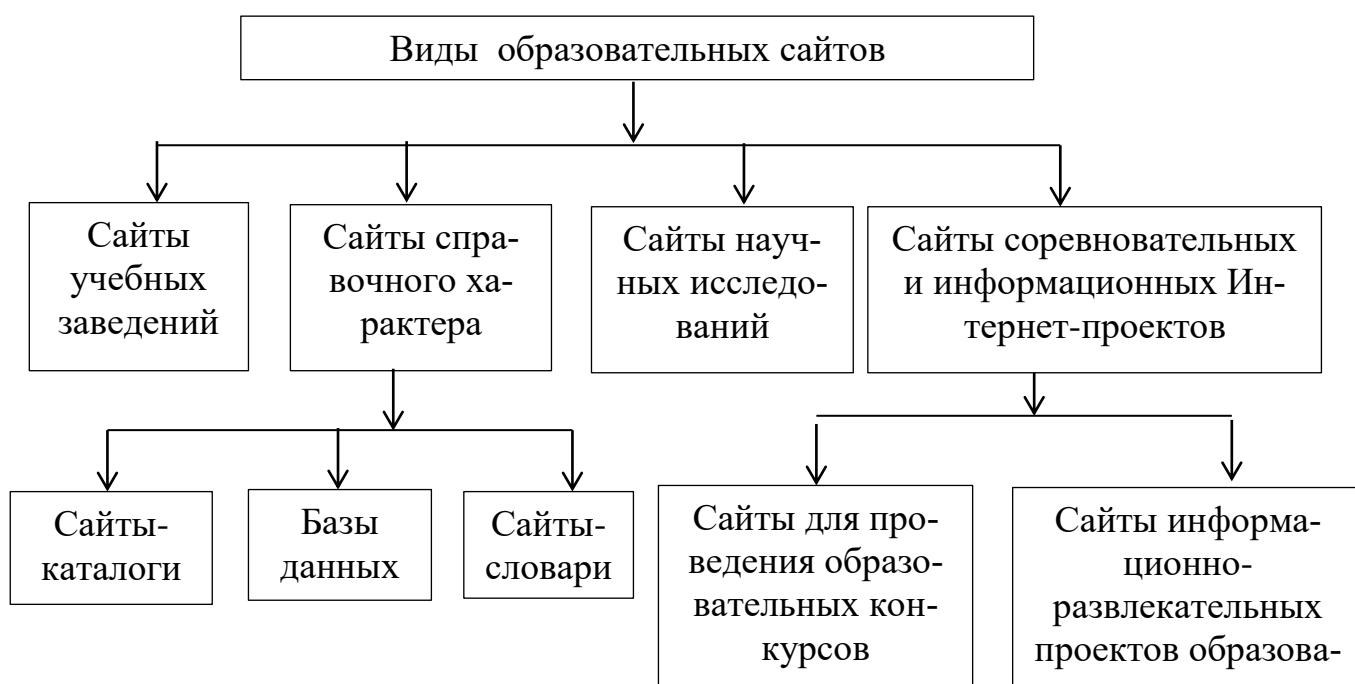 Виды образовательных сайтов
Сайты
учебных
заведений
Сайты спра-
вочного ха-
рактера
Сайты науч-
ных исследо-
ваний
Сайты соревновательных
и информационных Ин-
тернет-проектов
Сайты-
каталоги
Базы
данных
Сайты-
словари
Сайты для про-
ведения образо-
вательных кон-
курсов
Сайты информа-
ционно-
развлекательных
проектов образова-